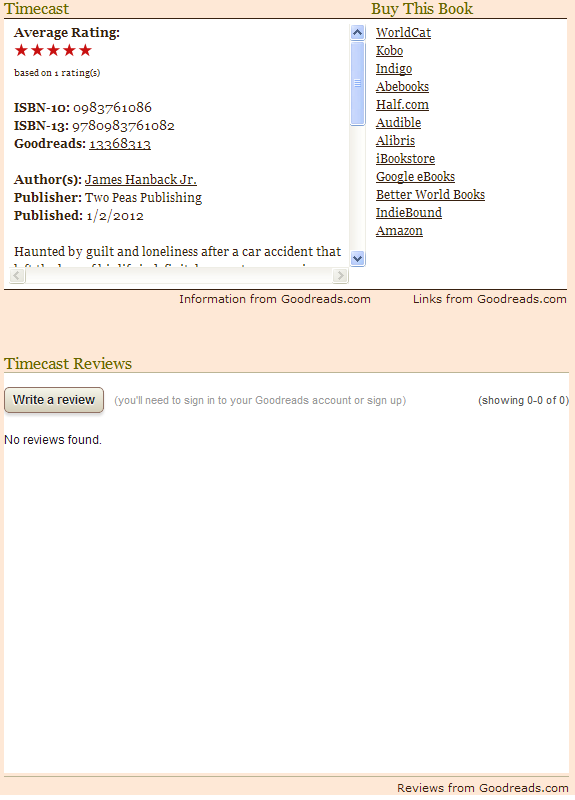 Timecast
Average Rating:
based on 1 rating(s)
ISBN-10: 0983761086
ISBN-13: 9780983761082
Goodreads: 13368313
Author(s): James Hanback Jr.
Publisher: Two Peas Publishing
Published: 1/2/2012
Haunted by guilt and loneliness after a car accident that
Information from Goodreads.com
Buy This Book
WorldCat
Kobo
Indigo
Abebooks
Half.com
Audible
Alibris
iBookstore
Google eBooks
Better World Books
IndieBound
Amazon
Links from Goodreads.com
Timecast Reviews
Write a review (you'll need to sign in to your Goodreads account or sign up) (showing 0-0 of 0)
No reviews found.
Reviews from Goodreads.com